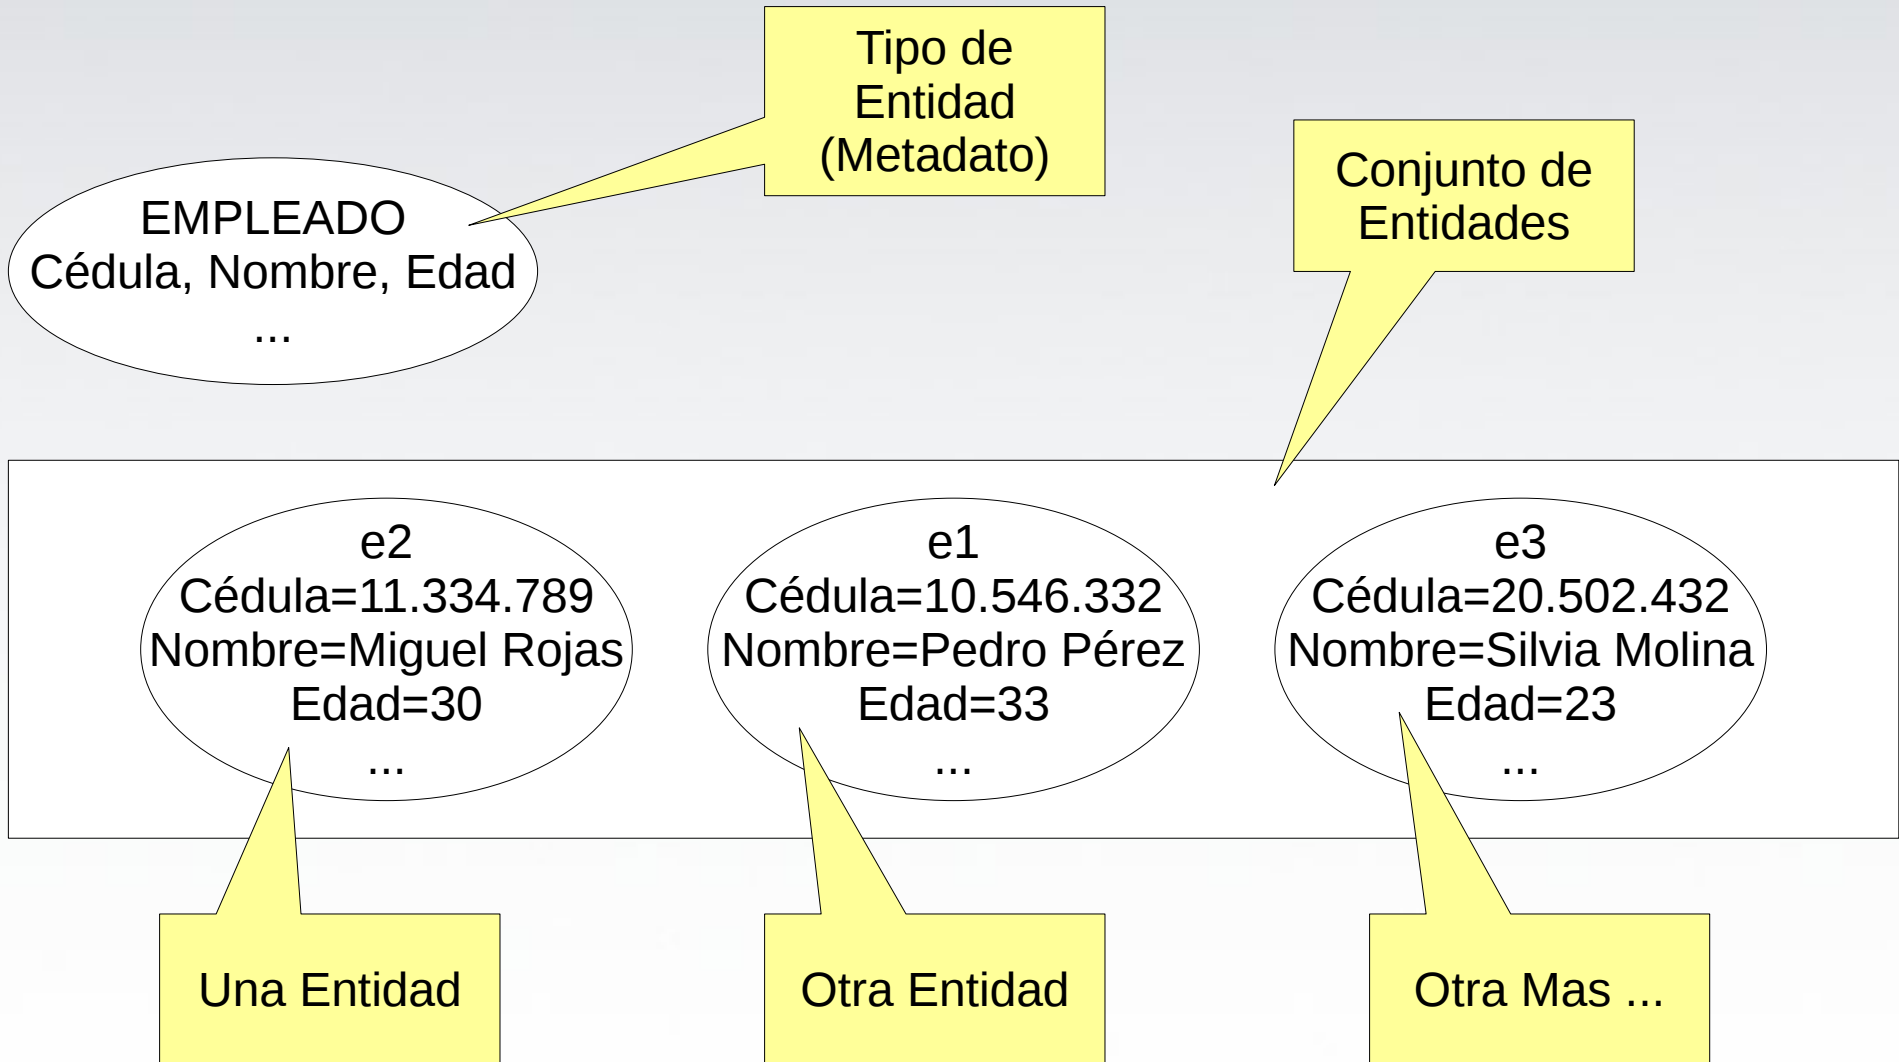 Tipo de
Entidad
(Metadato)
Conjunto de
Entidades
EMPLEADO
Cédula, Nombre, Edad
...
e2
Cédula=11.334.789
Nombre=Miguel Rojas
Edad=30
...
e1
Cédula=10.546.332
Nombre=Pedro Pérez
Edad=33
...
e3
Cédula=20.502.432
Nombre=Silvia Molina
Edad=23
...
Una Entidad
Otra Entidad
Otra Mas ...